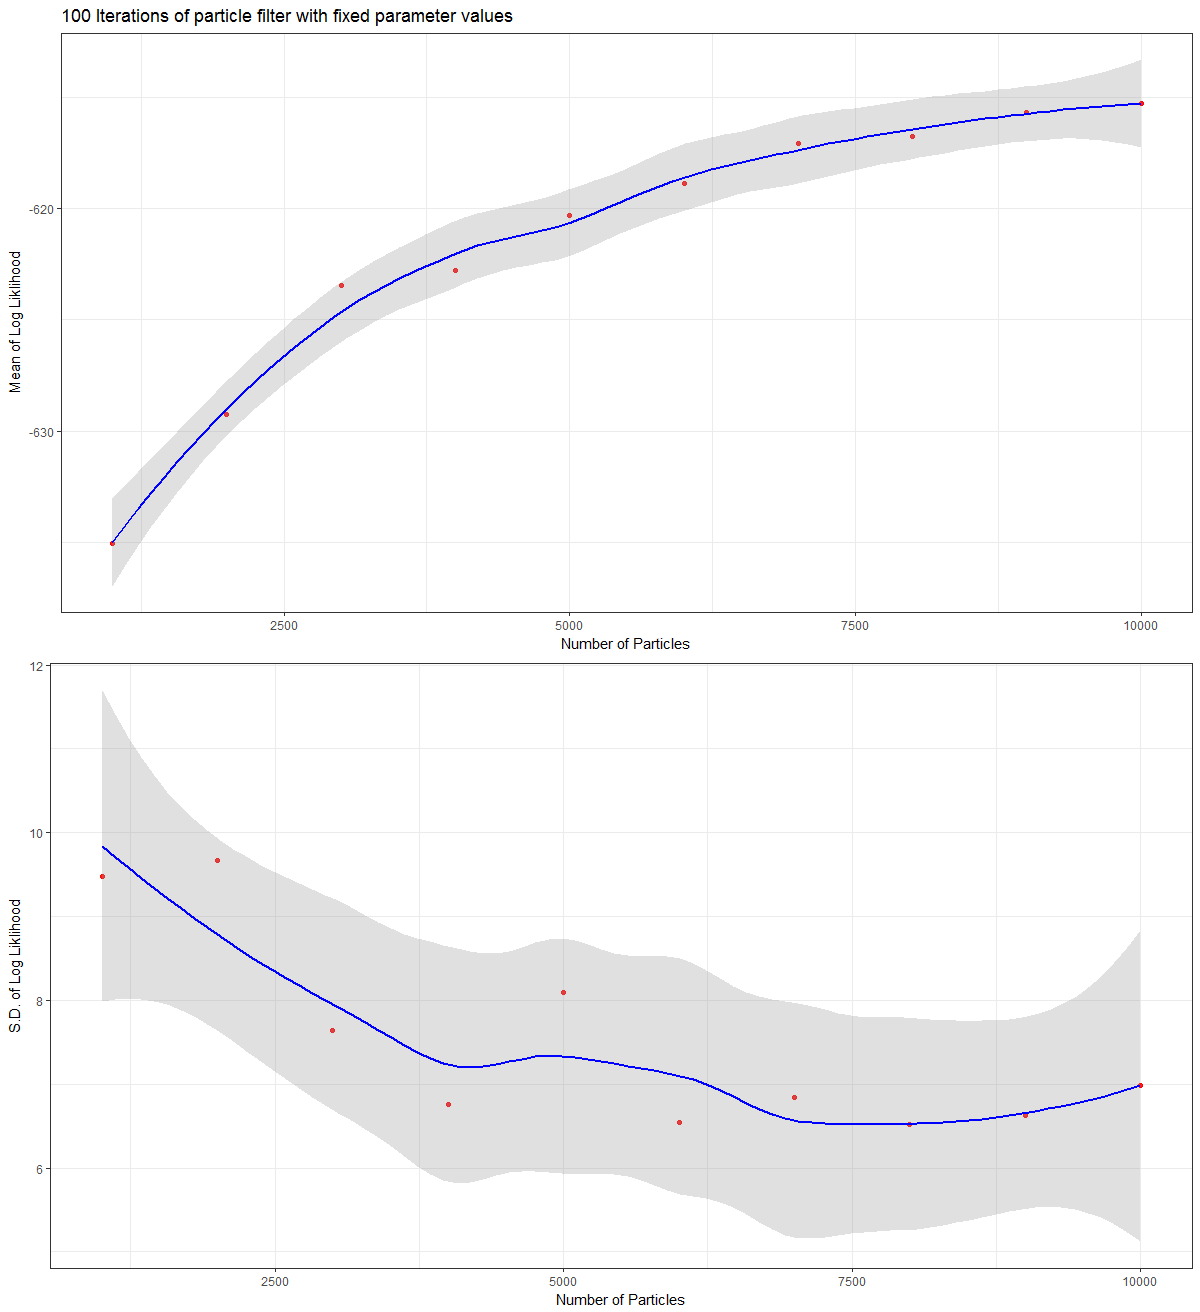 100 Iterations of particle filter with fixed parameter values
Mean of Log Liklihood
-620
-630
2500
5000
7500
10000
Number of Particles
S.D. of Log Liklihood
12
10
8
6
2500
5000
7500
10000
Number of Particles